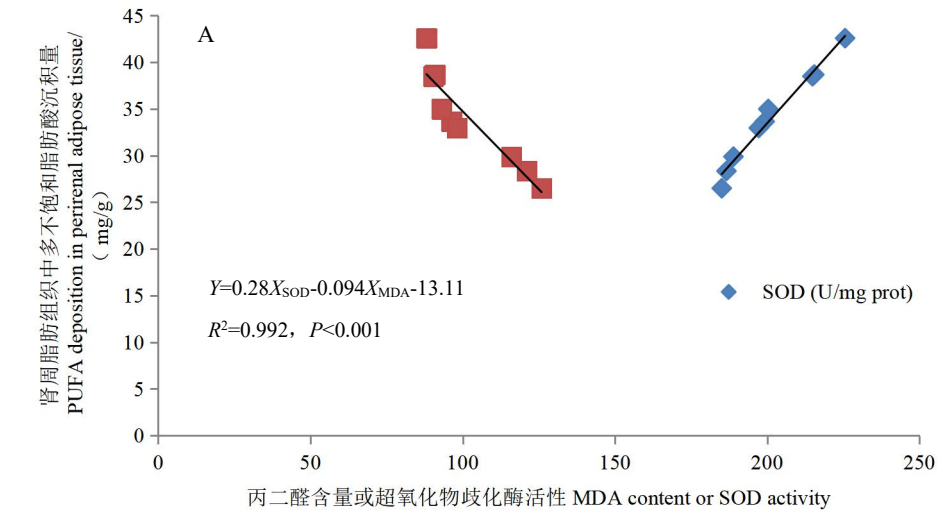 肾周脂肪组织中多不饱和脂肪酸沉积量
PUFA deposition in perirenal adipose tissue/
（ mg/g）
45
40
35
30
25
20
15
10
5
0
A
Y=0.28XSOD-0.094XMDA-13.11
R²=0.992，P<0.001
SOD (U/mg prot)
0 50 100 150 200 250
丙二醛含量或超氧化物歧化酶活性 MDA content or SOD activity